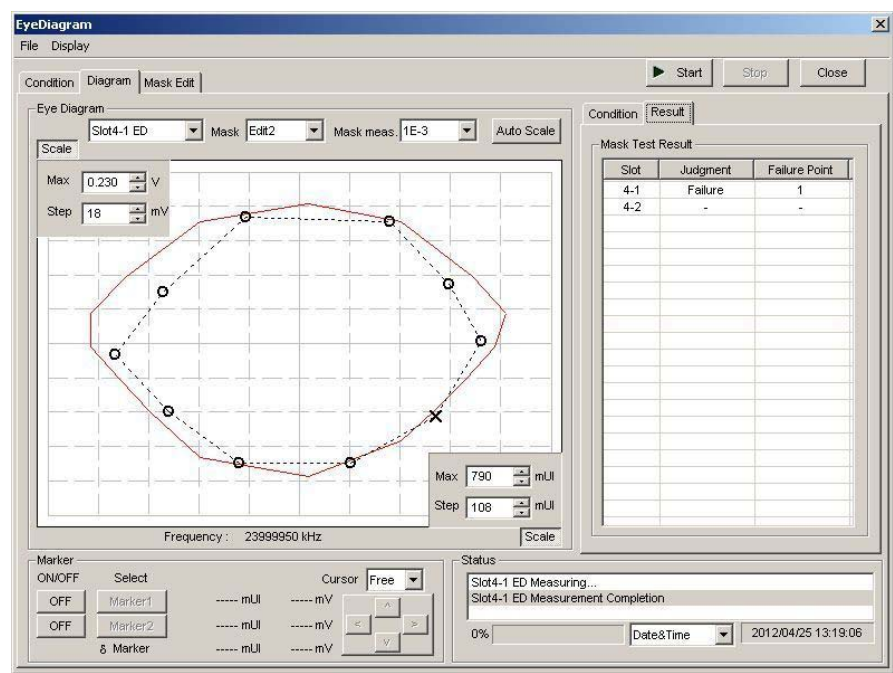 EyeDiagram
File Display
Condition Diagram Mask Edit
Start Stop Close
Eye Diagram
Slot4-1 ED Mask Edit2 Mask meas. 1E-3 Auto Scale
Scale
Max 0.230 V
Step 18 mV
Max 790 mUI
Step 108 mUI
Frequency : 23999950 kHz Scale
Condition Result
Mask Test Result
Slot Judgment Failure Point
4-1 Failure 1
4-2 - -
Marker
ON/OFF Select Cursor Free
OFF Marker1 ----- mUI ----- mV
OFF Marker2 ----- mUI ----- mV
δ Marker ----- mUI ----- mV
Status
Slot4-1 ED Measuring...
Slot4-1 ED Measurement Completion
0% Date&Time 2012/04/25 13:19:06